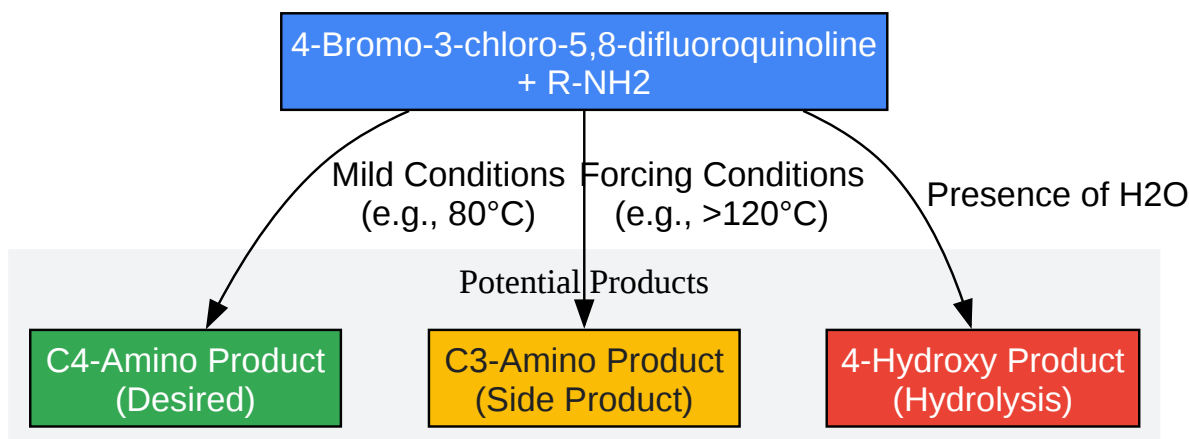 4-Bromo-3-chloro-5,8-difluoroquinoline
+ R-NH2
Mild Conditions
(e.g., 80°C)
Forcing Conditions
(e.g., >120°C)
Presence of H2O
Potential Products
C4-Amino Product
(Desired)
C3-Amino Product
(Side Product)
4-Hydroxy Product
(Hydrolysis)